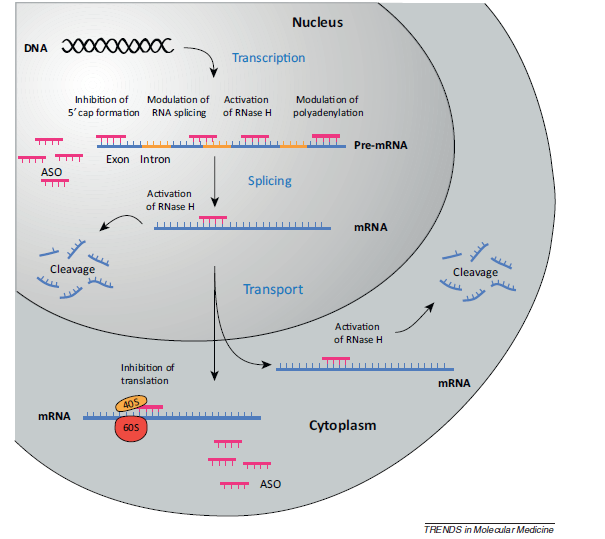 Nucleus
DNA
Transcription
Inhibition of
5′ cap formation
Modulation of
RNA splicing
Activation
of RNase H
Modulation of
polyadenylation
ASO
Exon
Intron
Pre-mRNA
Splicing
Activation
of RNase H
mRNA
Cleavage
Transport
Cleavage
Activation
of RNase H
mRNA
Inhibition of
translation
mRNA
40S
60S
Cytoplasm
ASO
TRENDS in Molecular Medicine